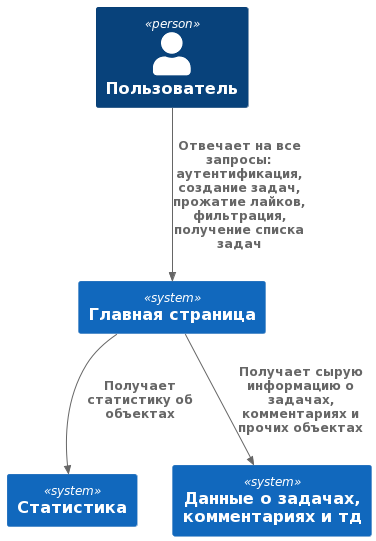 «person»
Пользователь
Отвечает на все
запросы:
аутентификация,
создание задач,
прожатие лайков,
фильтрация,
получение списка
задач
«system»
Главная страница
Получает
статистику об
объектах
Получает сырую
информацию о
задачах,
комментариях и
прочих объектах
«system»
Статистика
«system»
Данные о задачах,
комментариях и тд